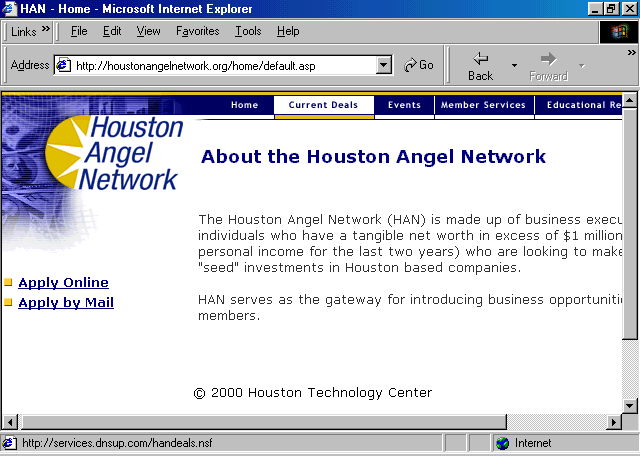 HAN - Home - Microsoft Internet Explorer
Links » File Edit View Favorites Tools Help
Address http://houstonangelnetwork.org/home/default.asp Go Back Forward »
Home Current Deals Events Member Services Educational Re
Houston
Angel
Network
About the Houston Angel Network
The Houston Angel Network (HAN) is made up of business execu
individuals who have a tangible net worth in excess of $1 million
personal income for the last two years) who are looking to make
"seed" investments in Houston based companies.
Apply Online
HAN serves as the gateway for introducing business opportuniti
Apply by Mail
members.
© 2000 Houston Technology Center
http://services.dnsup.com/handeals.nsf Internet